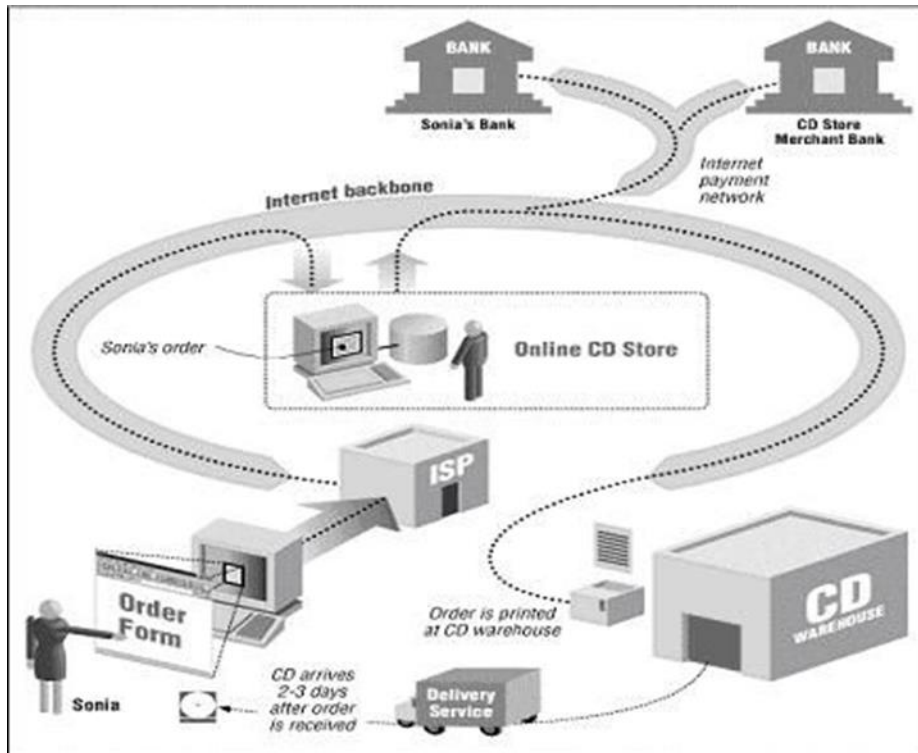 BANK
BANK
Sonia's Bank
CD Store
Merchant Bank
Internet
payment
network
Internet backbone
Sonia's order
Online CD Store
ISP
Order
Form
Order is printed
at CD warehouse
CD
WAREHOUSE
Sonia
CD arrives
2-3 days
after order
is received
Delivery
Service